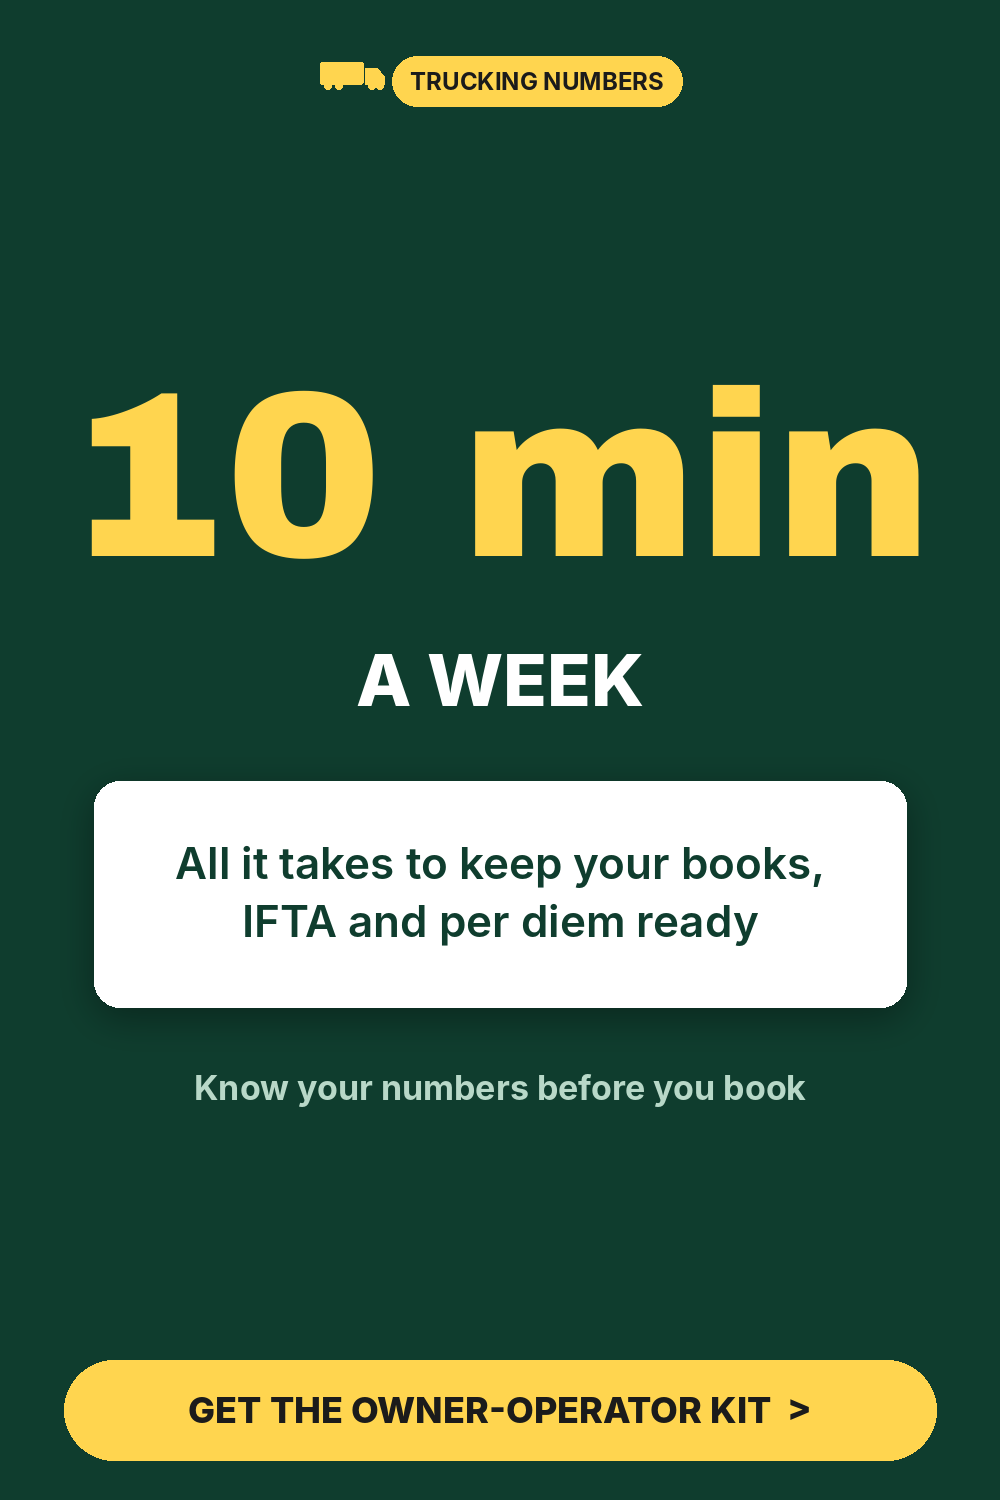 TRUCKING NUMBERS
10 min
A WEEK
All it takes to keep your books,
IFTA and per diem ready
Know your numbers before you book
GET THE OWNER-OPERATOR KIT >